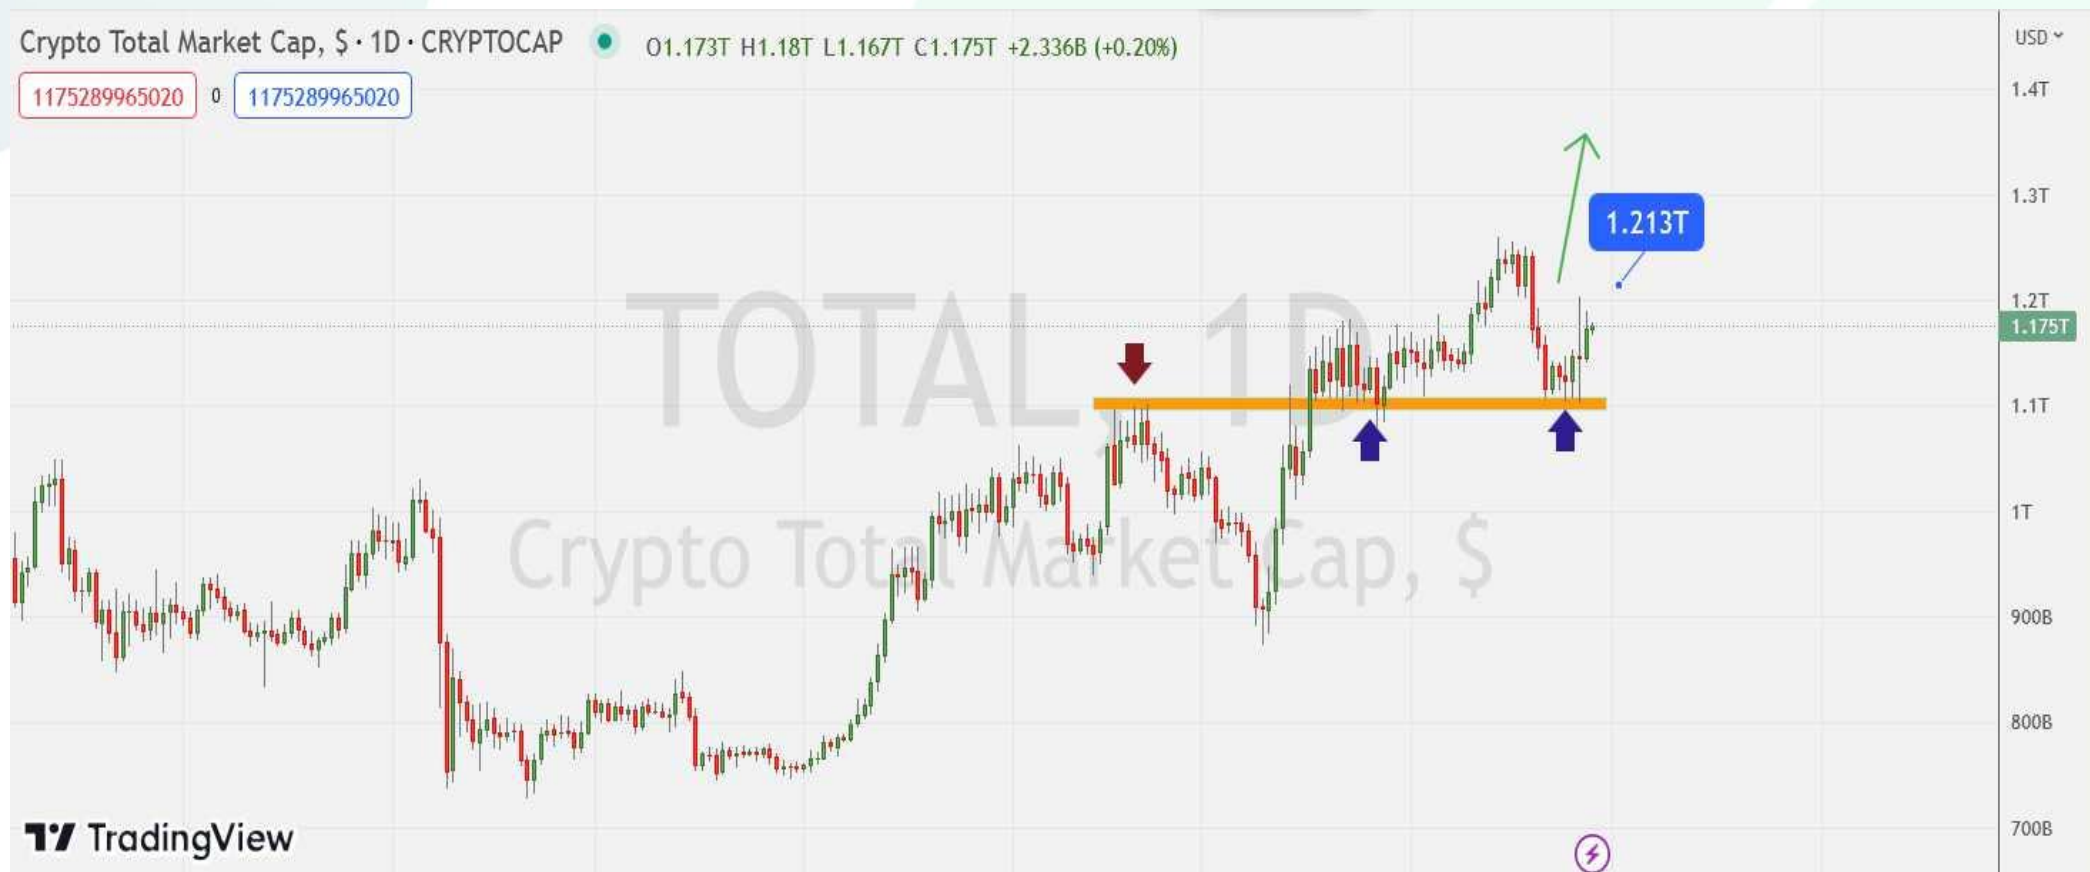 Crypto Total Market Cap, $ · 1D · CRYPTOCAP O1.173T H1.18T L1.167T C1.175T +2.336B (+0.20%)
1175289965020 0 1175289965020
USD
1.4T
1.3T
1.213T
1.2T
1.175T
1.1T
1T
900B
800B
700B
TOTAL, 1D
Crypto Total Market Cap, $
TradingView